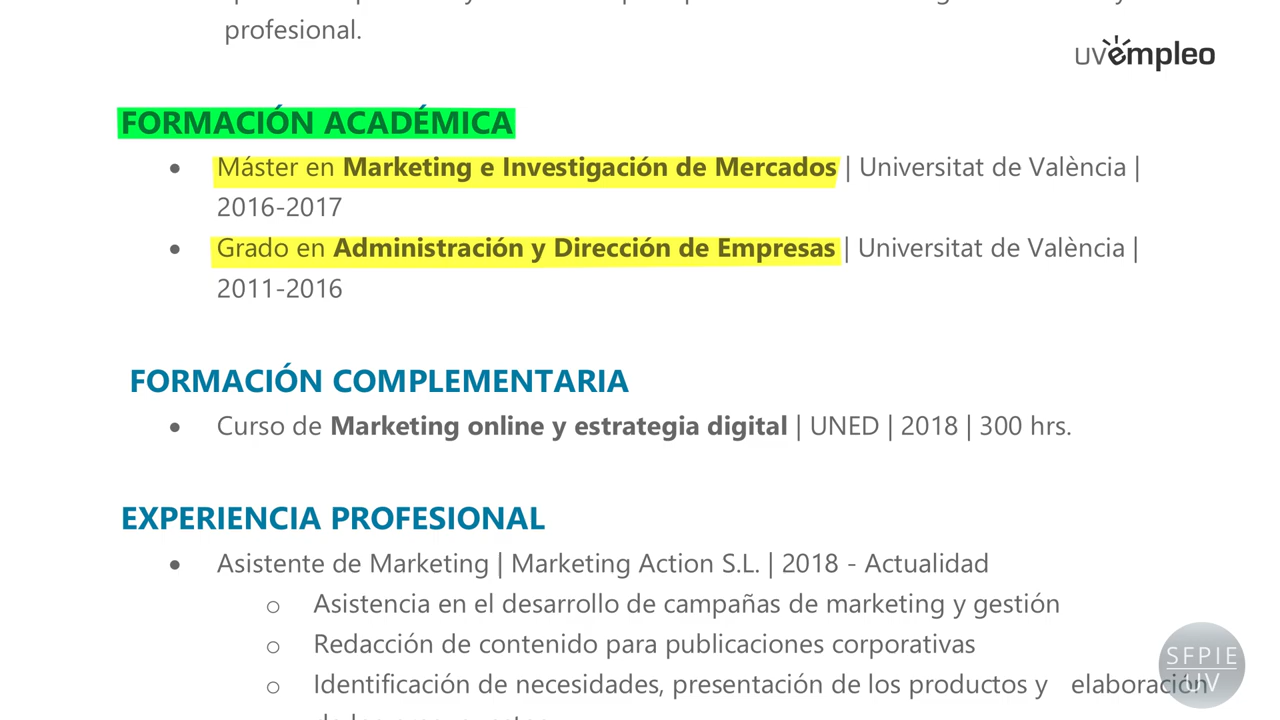 profesional.
uvempleo
FORMACIÓN ACADÉMICA
• Máster en Marketing e Investigación de Mercados | Universitat de València |
2016-2017
• Grado en Administración y Dirección de Empresas | Universitat de València |
2011-2016
FORMACIÓN COMPLEMENTARIA
• Curso de Marketing online y estrategia digital | UNED | 2018 | 300 hrs.
EXPERIENCIA PROFESIONAL
• Asistente de Marketing | Marketing Action S.L. | 2018 - Actualidad
o Asistencia en el desarrollo de campañas de marketing y gestión
o Redacción de contenido para publicaciones corporativas
o Identificación de necesidades, presentación de los productos y elaboración
SFPIE
UV